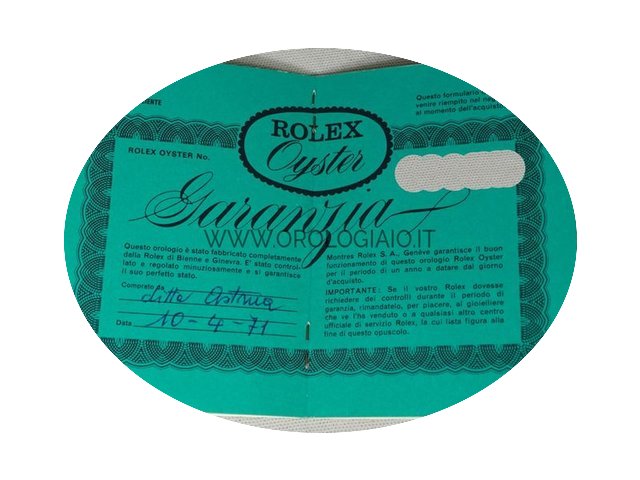 Questo formulario
venire riempito nel
al momento dell'acquisto
ROLEX
Oyster
ROLEX OYSTER No.
Garanzia
WWW.OROLOGIAIO.IT
Questo orologio è stato fabbricato completamente
dalla Rolex di Bienne e Ginevra. E' stato control-
lato e regolato minuziosamente e si garantisce
il suo perfetto stato.
Comprato da
Ditta Astrua
Data 10-4-71
Montres Rolex S. A., Genève garantisce il buon
funzionamento di questo orologio Rolex Oyster
per il periodo di un anno a datare dal giorno
d'acquisto.
IMPORTANTE: Se il vostro Rolex dovesse
richiedere dei controlli durante il periodo di
garanzia, rimandatelo, per piacere, al gioielliere
che ve l'ha venduto o a qualsiasi altro centro
ufficiale di servizio Rolex, la cui lista figura alla
fine di questo opuscolo.